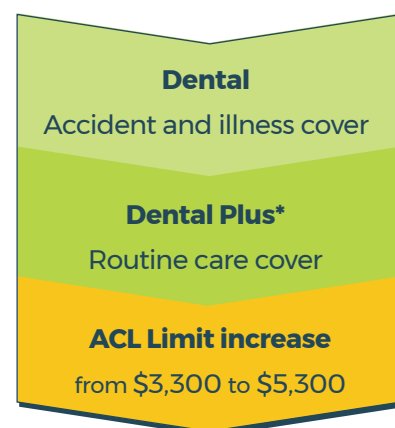 Dental
Accident and illness cover
Dental Plus*
Routine care cover
ACL Limit increase
from $3,300 to $5,300